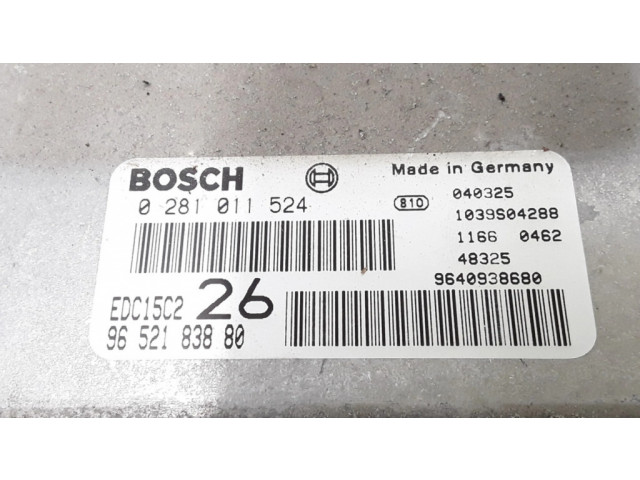 BOSCH
Made in Germany
0 281 011 524
B10
040325
1039S04288
1166 0462
48325
9640938680
EDC15C2 26
96 521 838 80